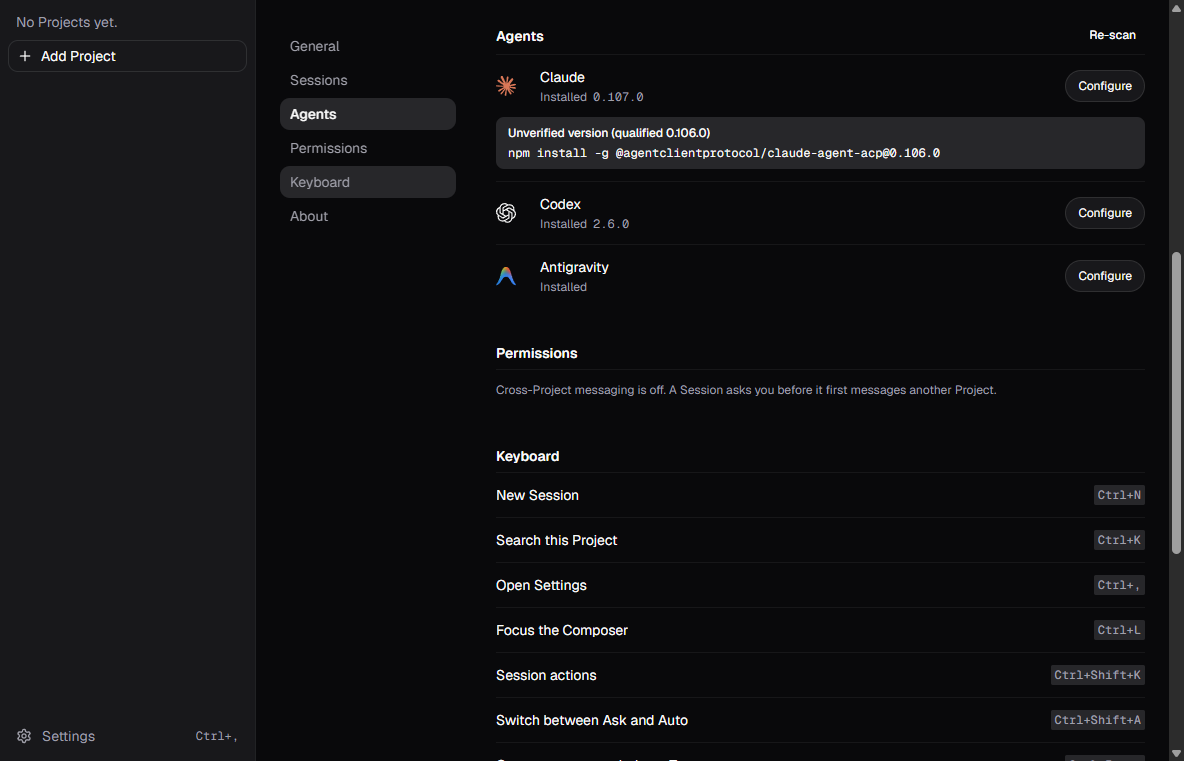 No Projects yet.
+ Add Project
Settings Ctrl+,
General
Sessions
Agents
Permissions
Keyboard
About
Agents Re-scan
Claude
Installed 0.107.0
Configure
Unverified version (qualified 0.106.0)
npm install -g @agentclientprotocol/claude-agent-acp@0.106.0
Codex
Installed 2.6.0
Configure
Antigravity
Installed
Configure
Permissions
Cross-Project messaging is off. A Session asks you before it first messages another Project.
Keyboard
New Session Ctrl+N
Search this Project Ctrl+K
Open Settings Ctrl+,
Focus the Composer Ctrl+L
Session actions Ctrl+Shift+K
Switch between Ask and Auto Ctrl+Shift+A